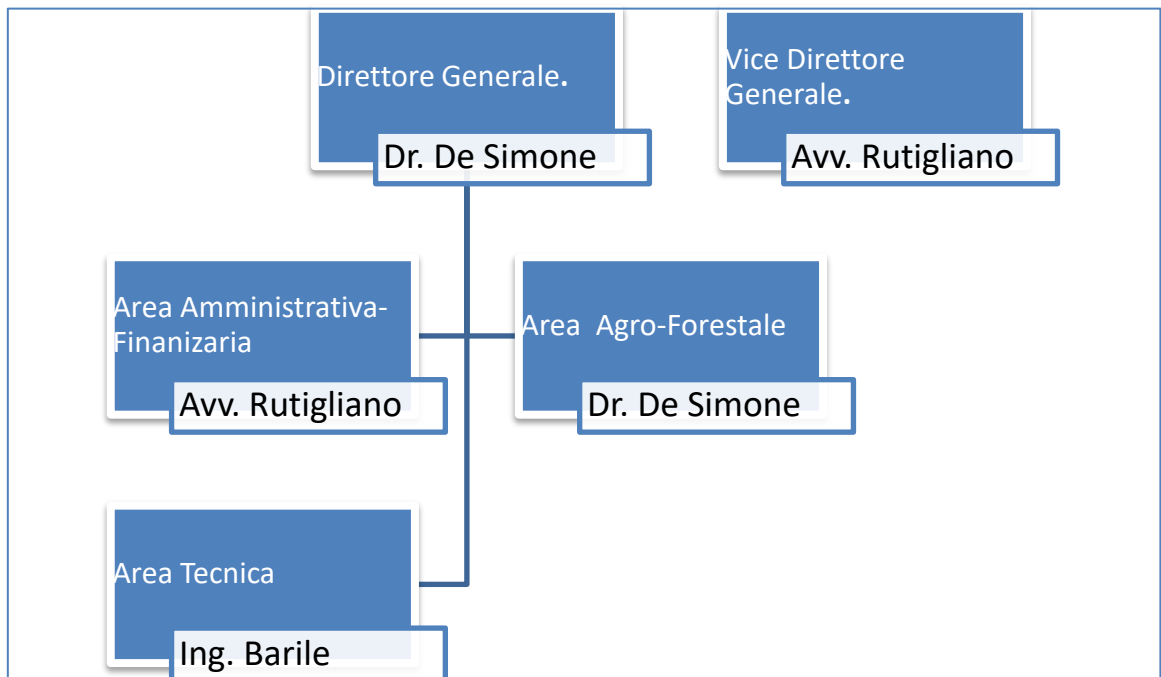 Direttore Generale.
Dr. De Simone
Vice Direttore
Generale.
Avv. Rutigliano
Area Amministrativa-
Finanizaria
Avv. Rutigliano
Area  Agro-Forestale
Dr. De Simone
Area Tecnica
Ing. Barile